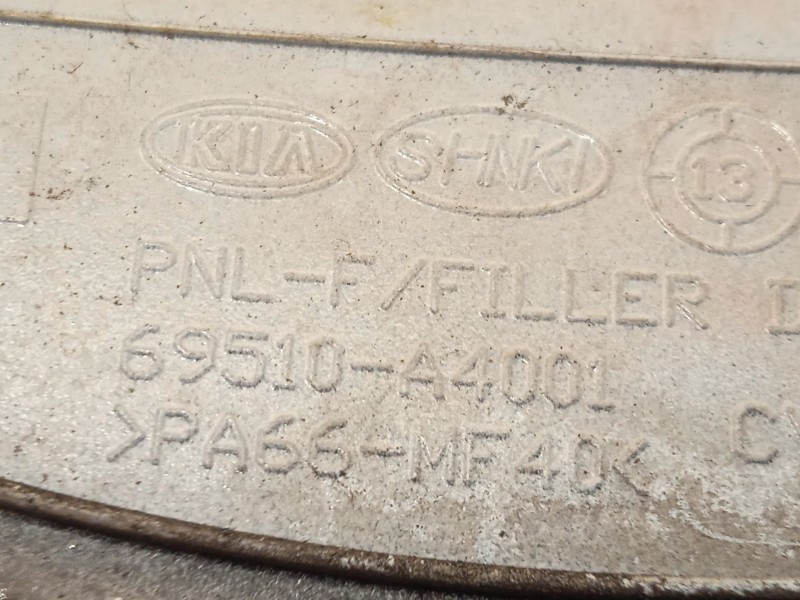 KIA SHNKI 13
PNL-F/FILLER
69510-A4001
>PA66-MF40<